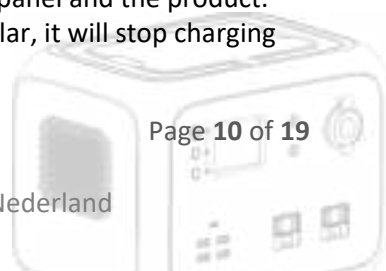 panel and the product.
lar, it will stop charging
Page 10 of 19
Nederland